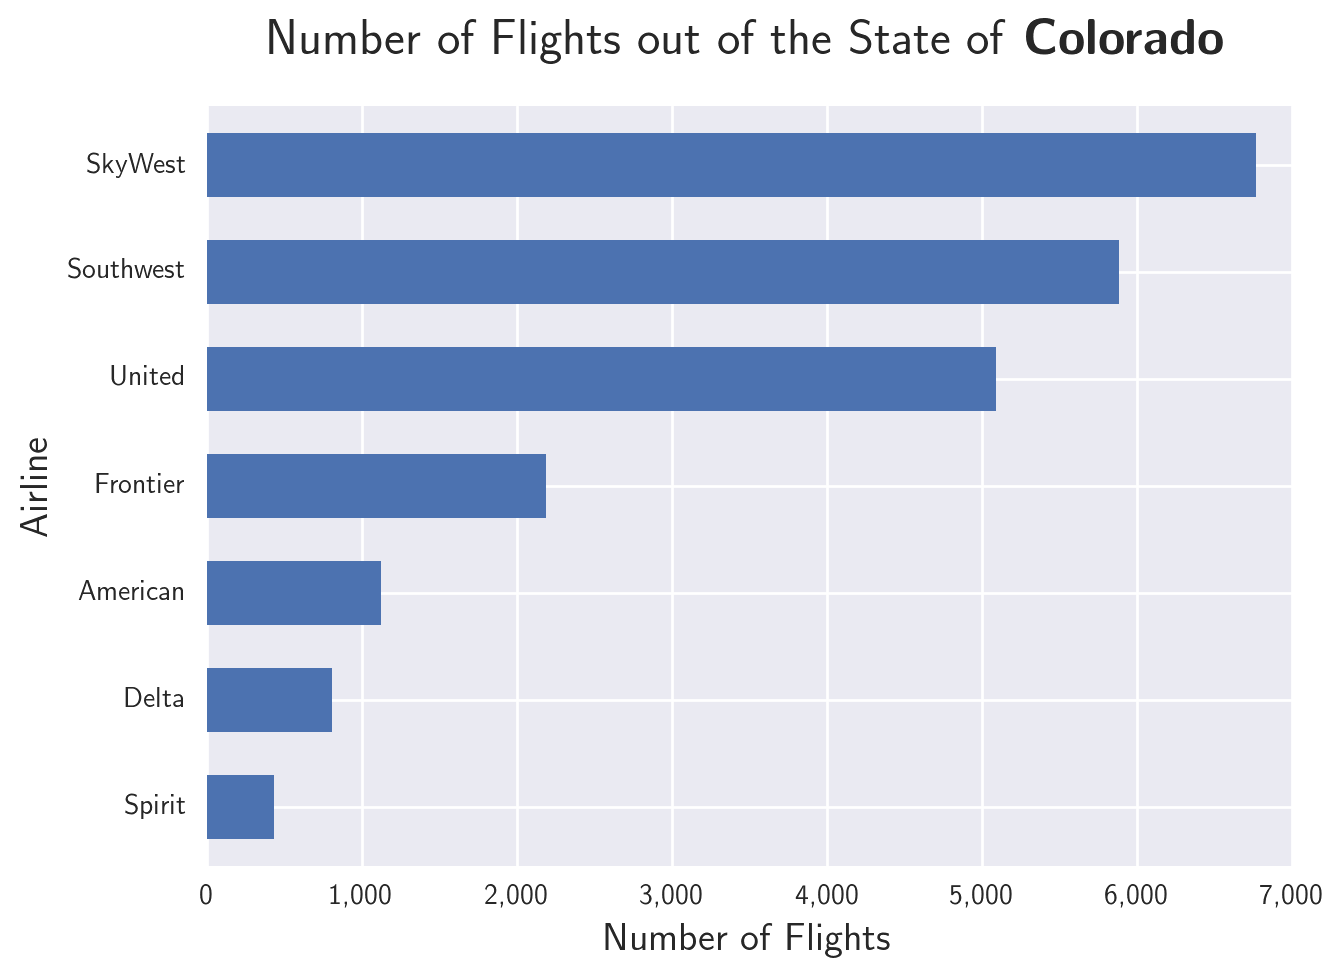 Number of Flights out of the State of Colorado
SkyWest
Southwest
United
Frontier
American
Delta
Spirit
Airline
0 1,000 2,000 3,000 4,000 5,000 6,000 7,000
Number of Flights